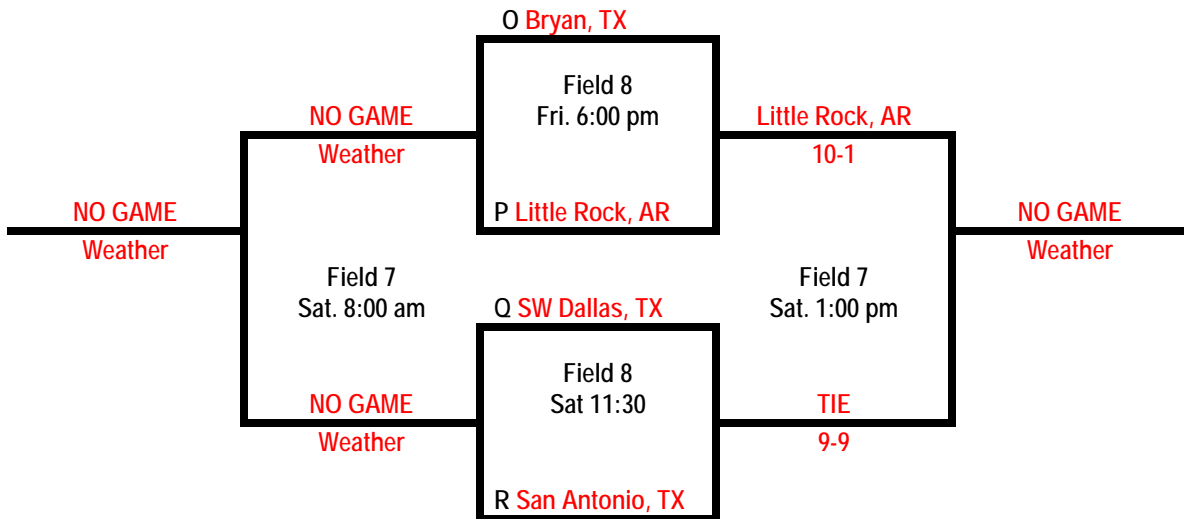 O Bryan, TX
Field 8
Fri. 6:00 pm
NO GAME
Weather
Little Rock, AR
10-1
P Little Rock, AR
NO GAME
Weather
NO GAME
Weather
Field 7
Sat. 8:00 am
Field 7
Sat. 1:00 pm
Q SW Dallas, TX
Field 8
Sat 11:30
NO GAME
Weather
TIE
9-9
R San Antonio, TX